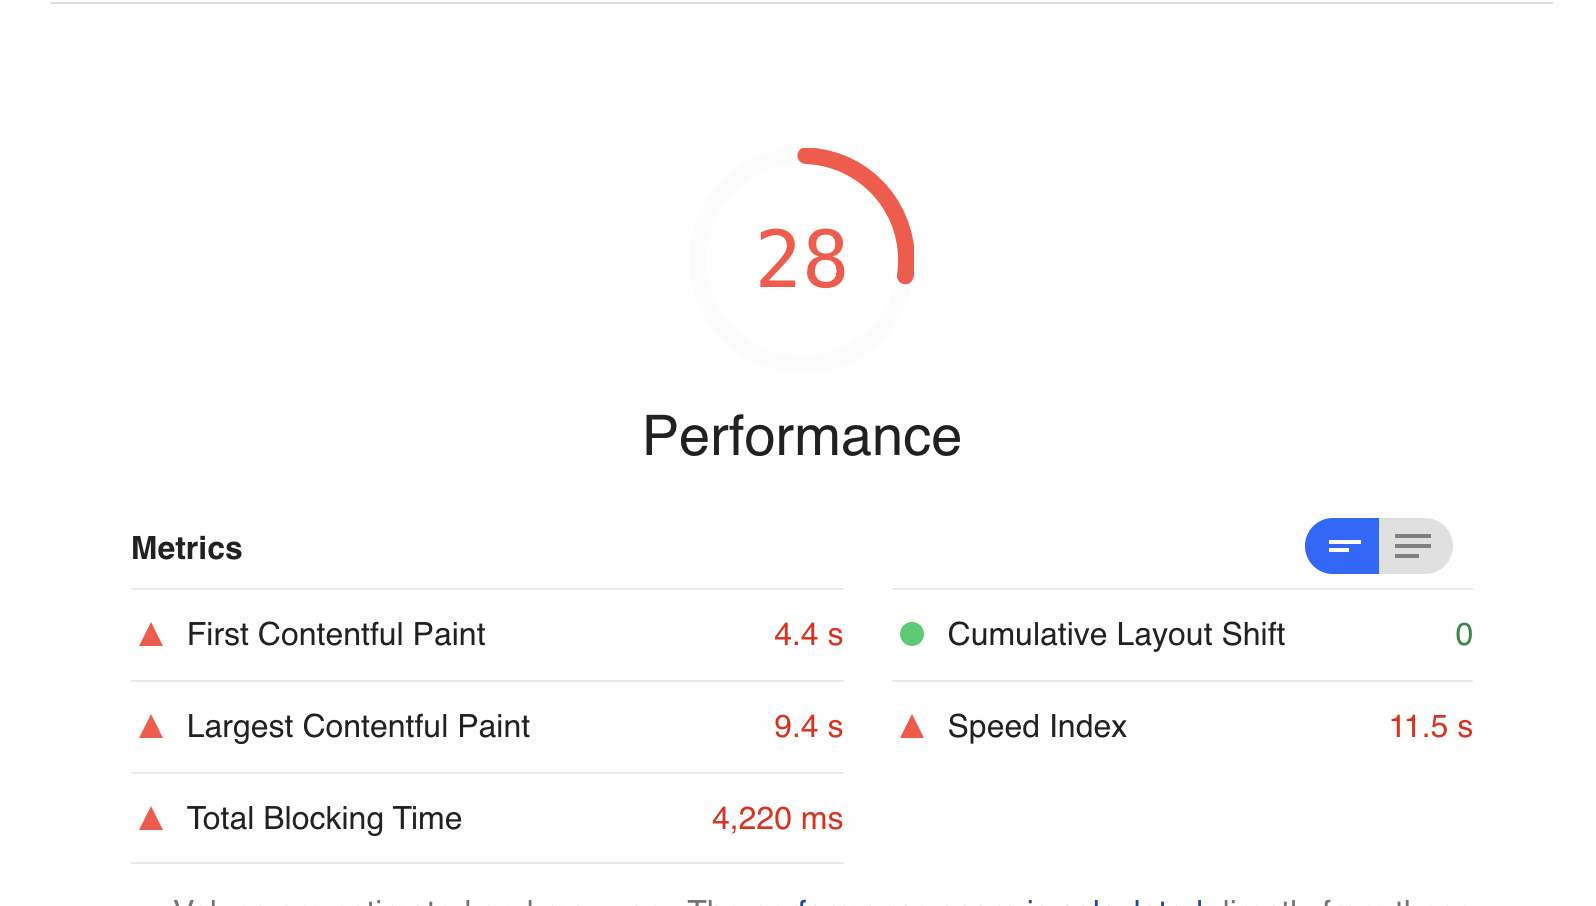 28
Performance
Metrics
First Contentful Paint 4.4 s
Cumulative Layout Shift 0
Largest Contentful Paint 9.4 s
Speed Index 11.5 s
Total Blocking Time 4,220 ms